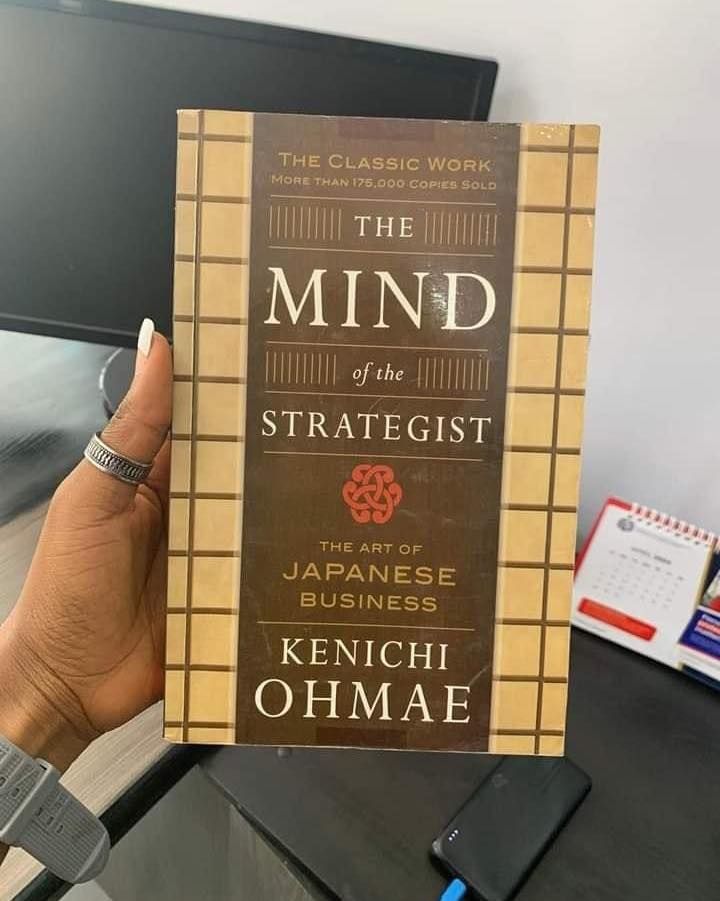 THE CLASSIC WORK
MORE THAN 175,000 COPIES SOLD
THE
MIND
of the
STRATEGIST
THE ART OF
JAPANESE
BUSINESS
KENICHI
OHMAE